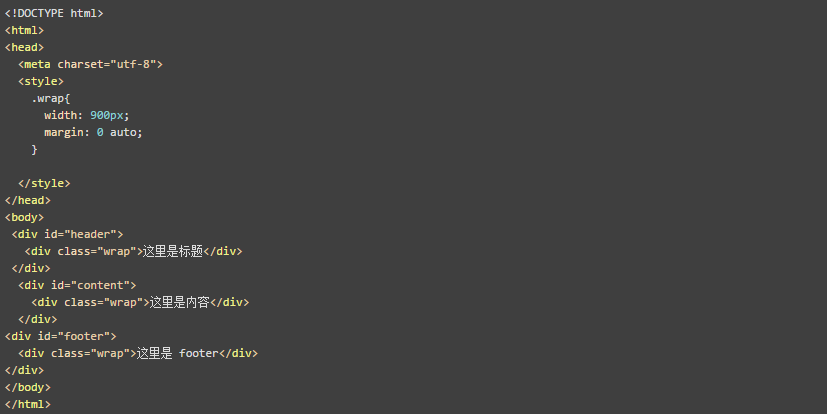 <!DOCTYPE html>
<html>
<head>
  <meta charset="utf-8">
  <style>
    .wrap{
      width: 900px;
      margin: 0 auto;
    }

  </style>
</head>
<body>
 <div id="header">
   <div class="wrap">这里是标题</div>
 </div>
  <div id="content">
    <div class="wrap">这里是内容</div>
  </div>
<div id="footer">
  <div class="wrap">这里是 footer</div>
</div>
</body>
</html>